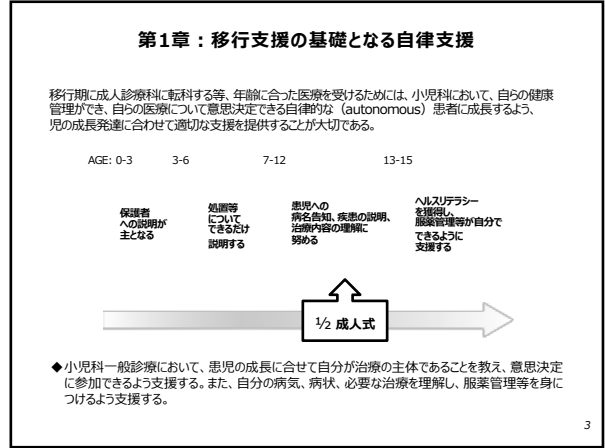 第1章：移行支援の基礎となる自律支援
移行期に成人診療科に転科する等、年齢に合った医療を受けるためには、小児科において、自らの健康
管理ができ、自らの医療について意思決定できる自律的な（autonomous）患者に成長するよう、
児の成長発達に合わせて適切な支援を提供することが大切である。
AGE: 0-3 3-6 7-12 13-15
保護者
への説明が
主となる
処置等
について
できるだけ
説明する
患児への
病名告知、疾患の説明、
治療内容の理解に
努める
ヘルスリテラシー
を獲得し、
服薬管理等が自分で
できるように
支援する
½ 成人式
◆小児科一般診療において、患児の成長に合せて自分が治療の主体であることを教え、意思決定
に参加できるよう支援する。また、自分の病気、病状、必要な治療を理解し、服薬管理等を身に
つけるよう支援する。
3